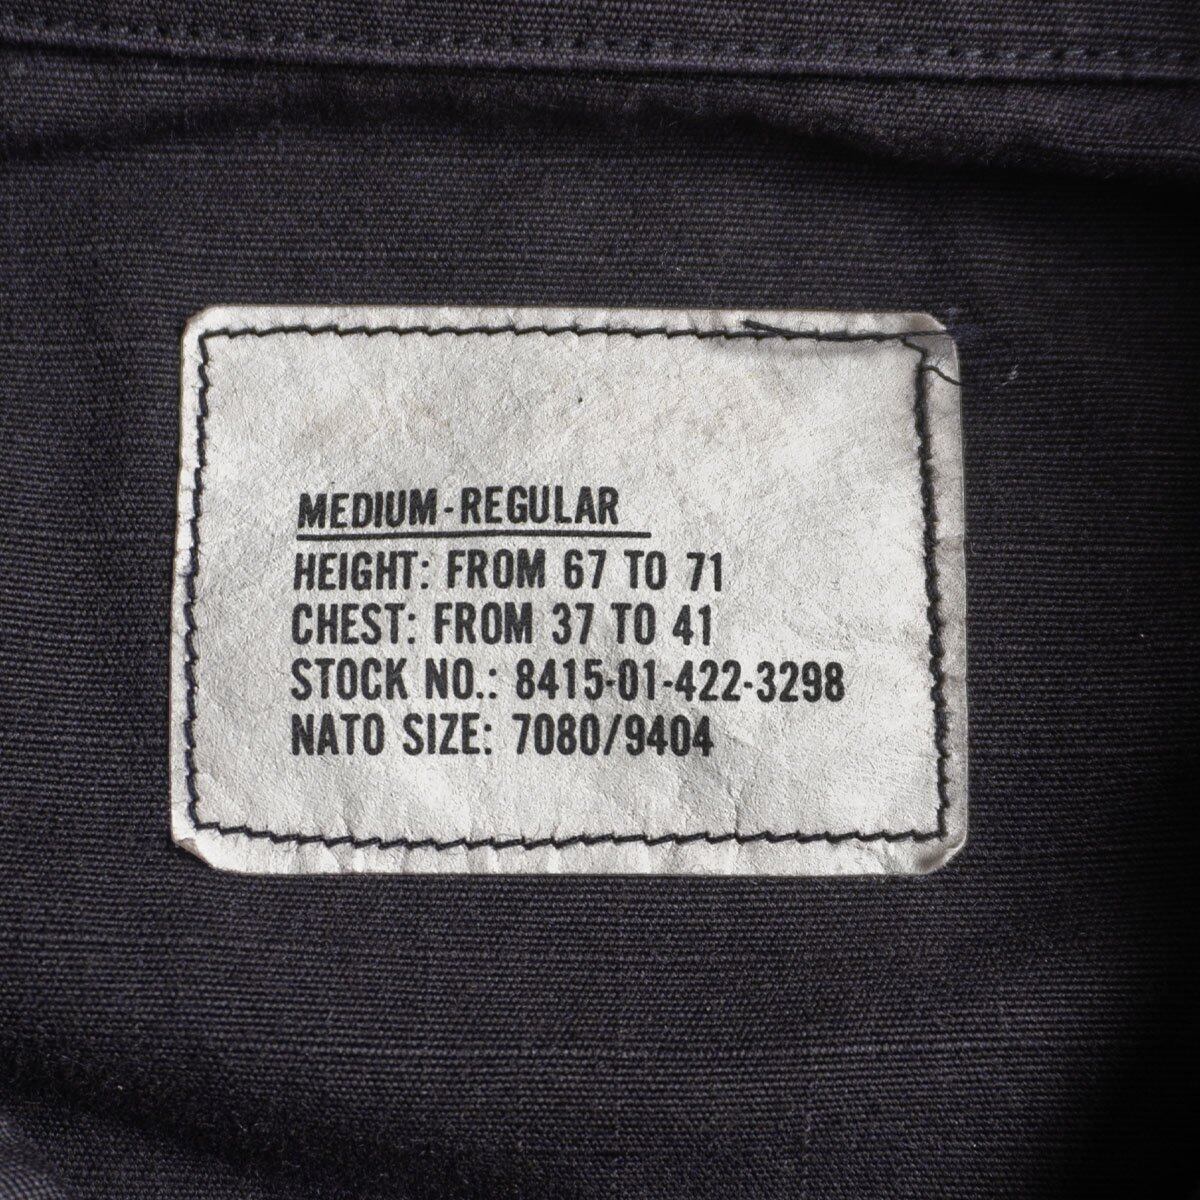 MEDIUM-REGULAR
HEIGHT: FROM 67 TO 71
CHEST: FROM 37 TO 41
STOCK NO.: 8415-01-422-3298
NATO SIZE: 7080/9404